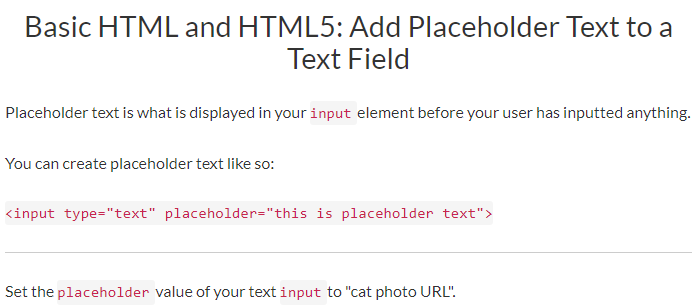 Basic HTML and HTML5: Add Placeholder Text to a
Text Field
Placeholder text is what is displayed in your input element before your user has inputted anything.
You can create placeholder text like so:
<input type="text" placeholder="this is placeholder text">
Set the placeholder value of your text input to "cat photo URL".